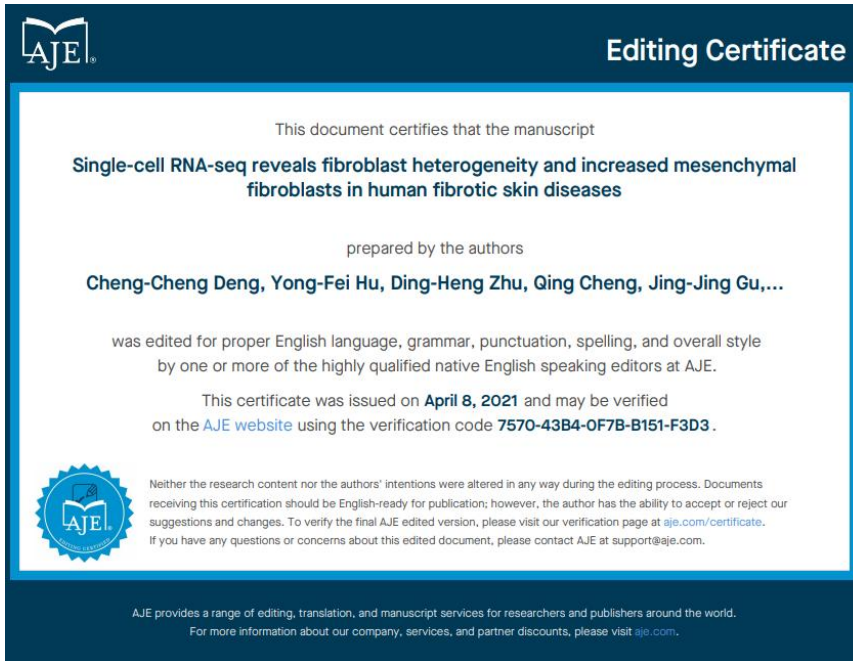 AJE®
Editing Certificate
This document certifies that the manuscript
Single-cell RNA-seq reveals fibroblast heterogeneity and increased mesenchymal
fibroblasts in human fibrotic skin diseases
prepared by the authors
Cheng-Cheng Deng, Yong-Fei Hu, Ding-Heng Zhu, Qing Cheng, Jing-Jing Gu,...
was edited for proper English language, grammar, punctuation, spelling, and overall style
by one or more of the highly qualified native English speaking editors at AJE.
This certificate was issued on April 8, 2021 and may be verified
on the AJE website using the verification code 7570-43B4-0F7B-B151-F3D3.
Neither the research content nor the authors' intentions were altered in any way during the editing process. Documents
receiving this certification should be English-ready for publication; however, the author has the ability to accept or reject our
suggestions and changes. To verify the final AJE edited version, please visit our verification page at aje.com/certificate.
If you have any questions or concerns about this edited document, please contact AJE at support@aje.com.
AJE®
EDITING CERTIFIED
AJE provides a range of editing, translation, and manuscript services for researchers and publishers around the world.
For more information about our company, services, and partner discounts, please visit aje.com.